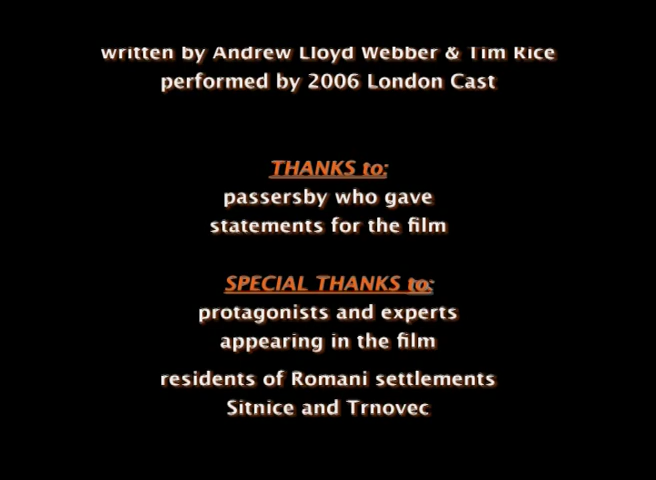 written by Andrew Lloyd Webber & Tim Rice
performed by 2006 London Cast
THANKS to:
passersby who gave
statements for the film
SPECIAL THANKS to:
protagonists and experts
appearing in the film
residents of Romani settlements
Sitnice and Trnovec